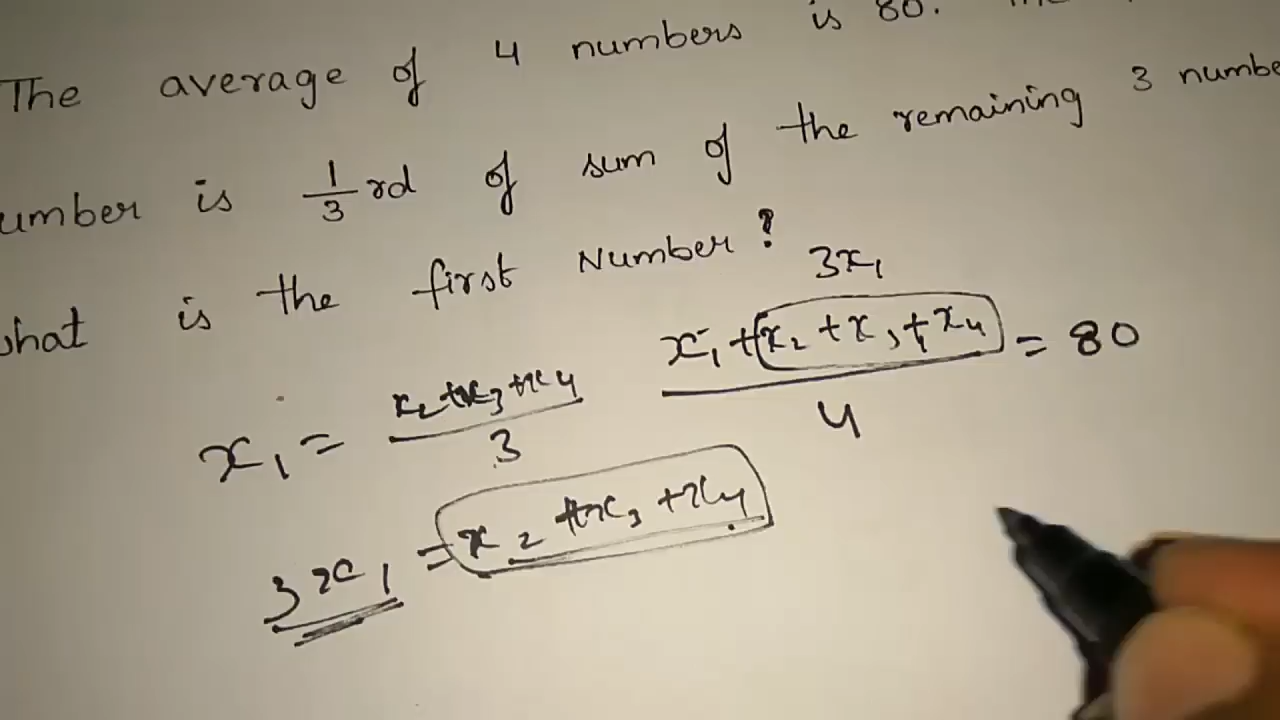 The average of 4 numbers is 80.
umber is 1/3 rd of sum of the remaining 3 numbe
what is the first Number?
3x₁
x₁ + x₂ + x₃ + x₄ / 4 = 80
x₁ = x₂ + x₃ + x₄ / 3
3x₁ = x₂ + x₃ + x₄